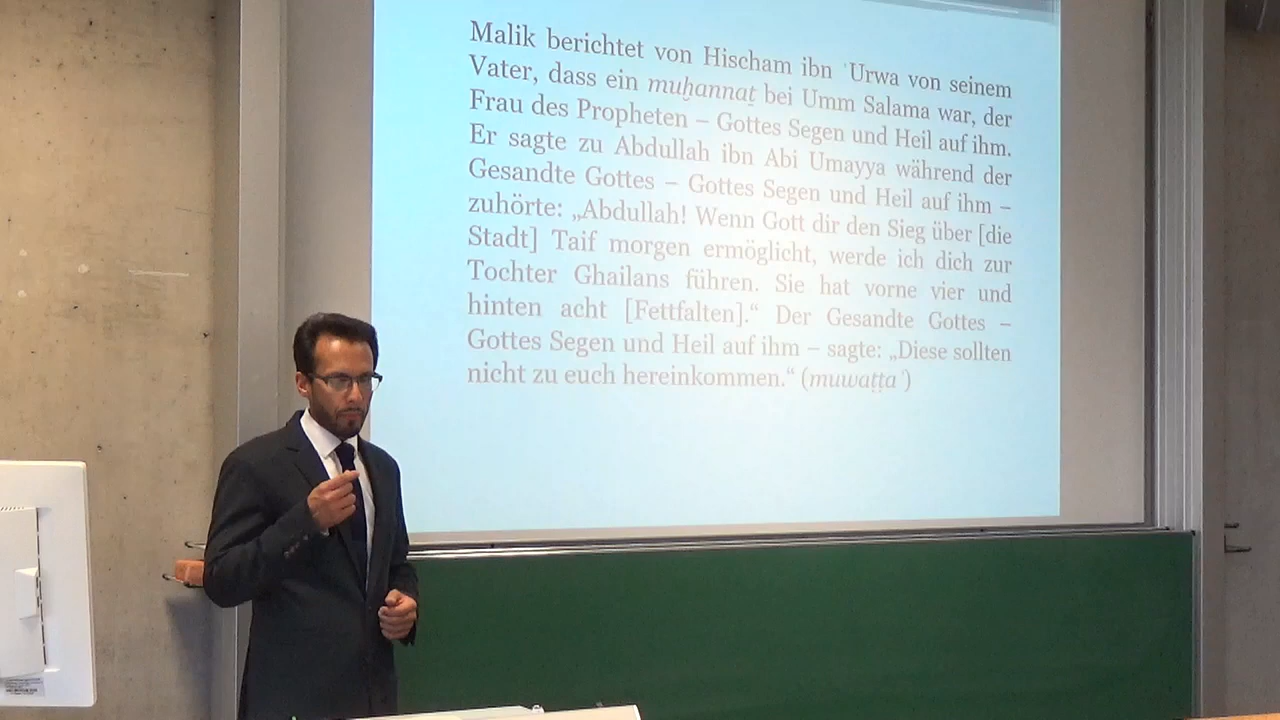 Malik berichtet von Hischam ibn ʿUrwa von seinem
Vater, dass ein muḫannaṯ bei Umm Salama war, der
Frau des Propheten – Gottes Segen und Heil auf ihm.
Er sagte zu Abdullah ibn Abi Umayya während der
Gesandte Gottes – Gottes Segen und Heil auf ihm –
zuhörte: „Abdullah! Wenn Gott dir den Sieg über [die
Stadt] Taif morgen ermöglicht, werde ich dich zur
Tochter Ghailans führen. Sie hat vorne vier und
hinten acht [Fettfalten].“ Der Gesandte Gottes –
Gottes Segen und Heil auf ihm – sagte: „Diese sollten
nicht zu euch hereinkommen.“ (muwaṭṭaʾ)